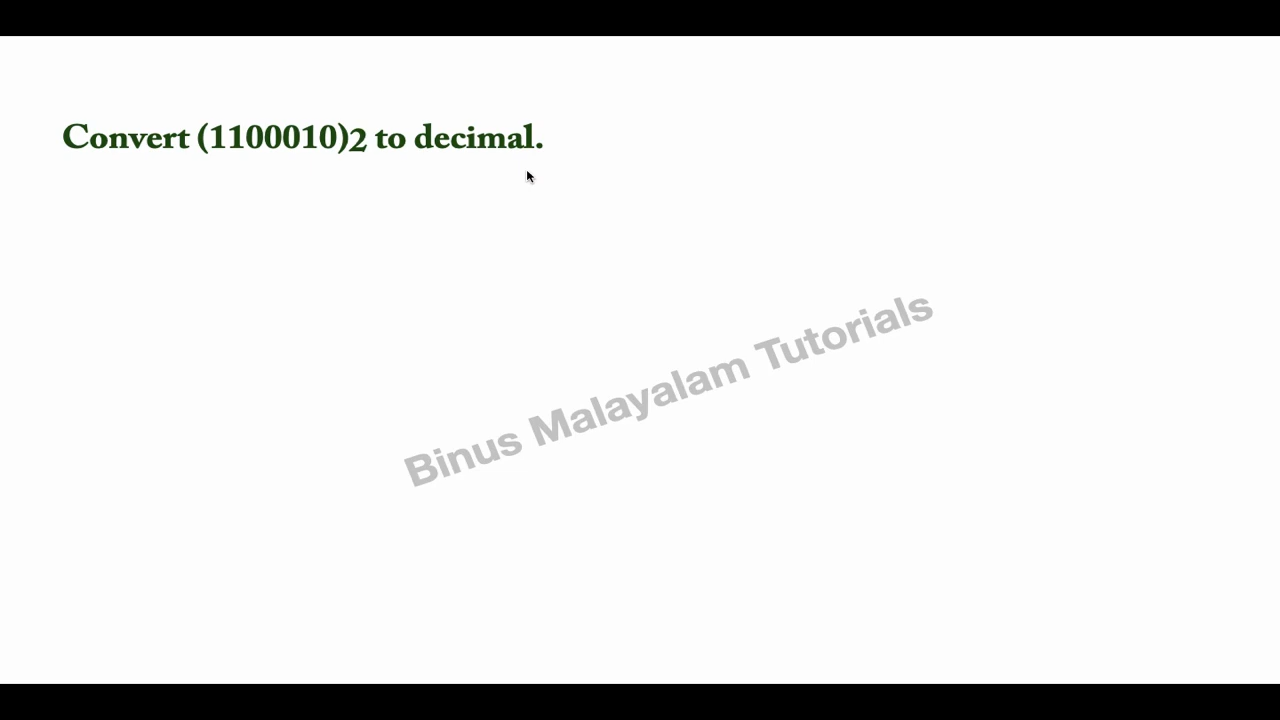 Convert (1100010)2 to decimal.
Binus Malayalam Tutorials